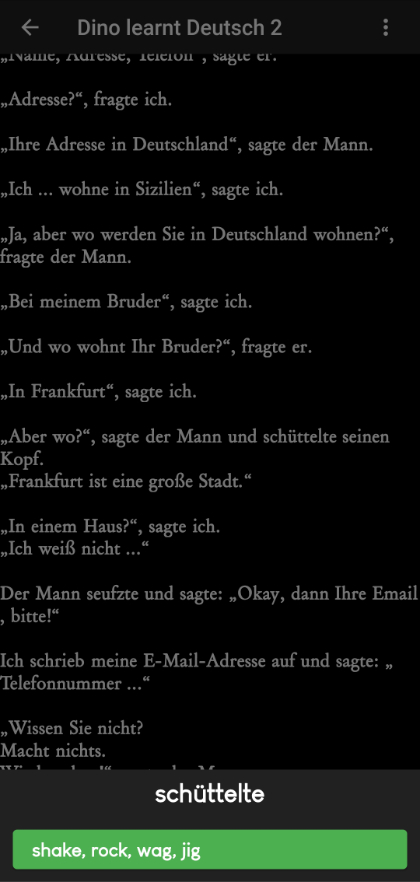 Dino learnt Deutsch 2
„Name, Adresse, Telefon“, sagte er.
„Adresse?“, fragte ich.
„Ihre Adresse in Deutschland“, sagte der Mann.
„Ich ... wohne in Sizilien“, sagte ich.
„Ja, aber wo werden Sie in Deutschland wohnen?“,
fragte der Mann.
„Bei meinem Bruder“, sagte ich.
„Und wo wohnt Ihr Bruder?“, fragte er.
„In Frankfurt“, sagte ich.
„Aber wo?“, sagte der Mann und schüttelte seinen
Kopf.
„Frankfurt ist eine große Stadt.“
„In einem Haus?“, sagte ich.
„Ich weiß nicht ...“
Der Mann seufzte und sagte: „Okay, dann Ihre Email
, bitte!“
Ich schrieb meine E-Mail-Adresse auf und sagte: „
Telefonnummer ...“
„Wissen Sie nicht?
Macht nichts.
schüttelte
shake, rock, wag, jig